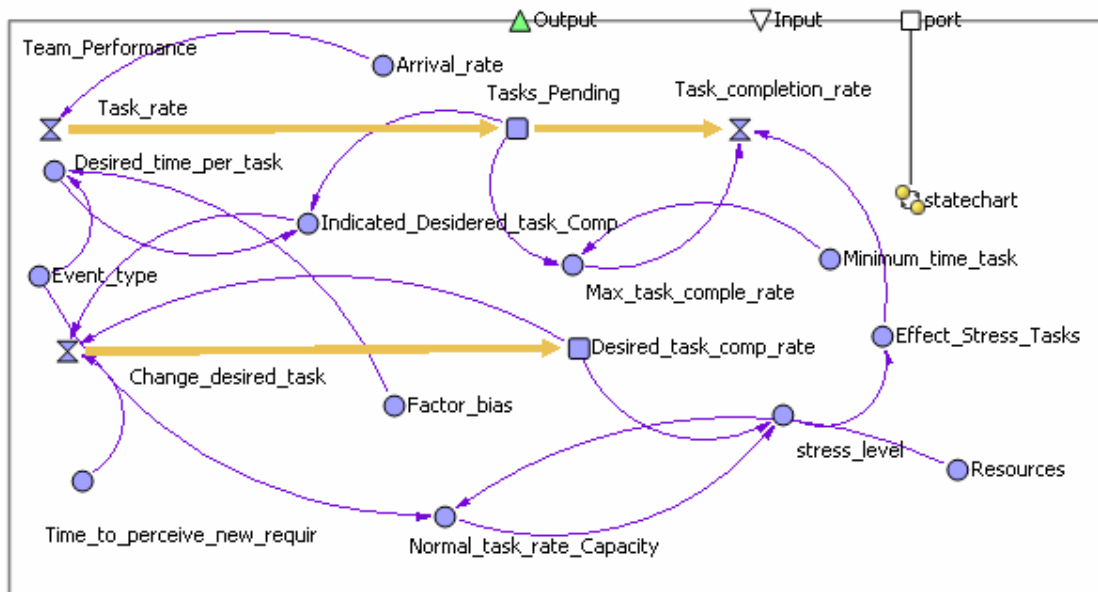 Output
Input
port
Team_Performance
Arrival_rate
Task_rate
Tasks_Pending
Task_completion_rate
Desired_time_per_task
statechart
Indicated_Desidered_task_Comp
Event_type
Minimum_time_task
Max_task_comple_rate
Effect_Stress_Tasks
Desired_task_comp_rate
Change_desired_task
Factor_bias
stress_level
Resources
Time_to_perceive_new_requir
Normal_task_rate_Capacity